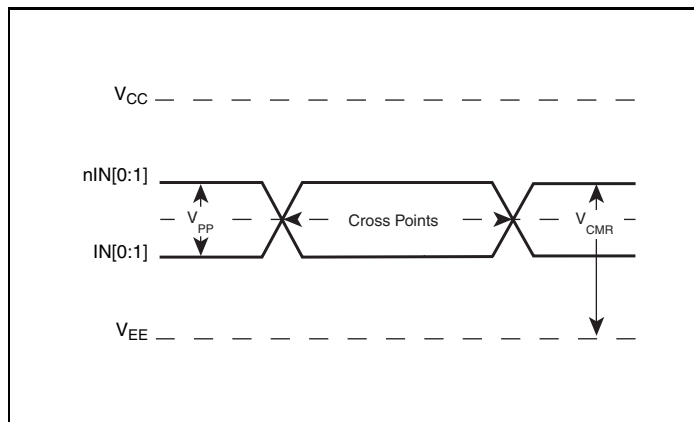 VCC
nIN[0:1]
VPP
Cross Points
VCMR
IN[0:1]
VEE